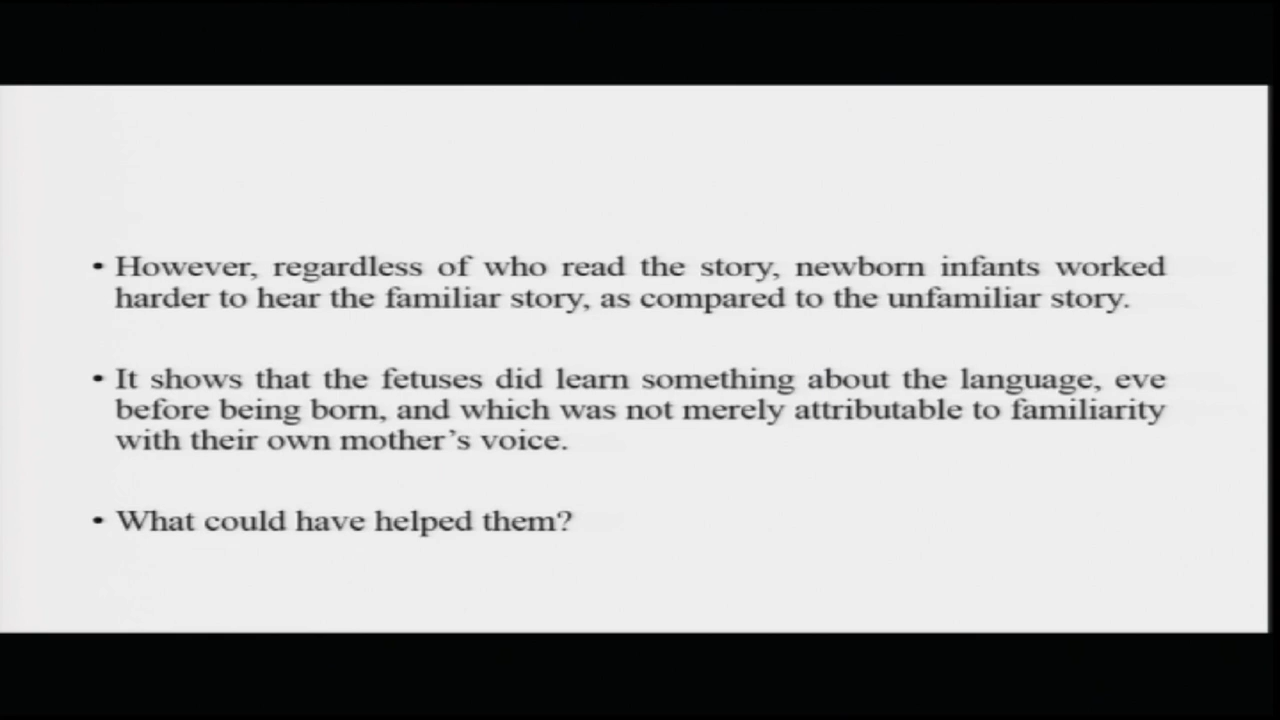 • However, regardless of who read the story, newborn infants worked
harder to hear the familiar story, as compared to the unfamiliar story.
• It shows that the fetuses did learn something about the language, eve
before being born, and which was not merely attributable to familiarity
with their own mother's voice.
• What could have helped them?